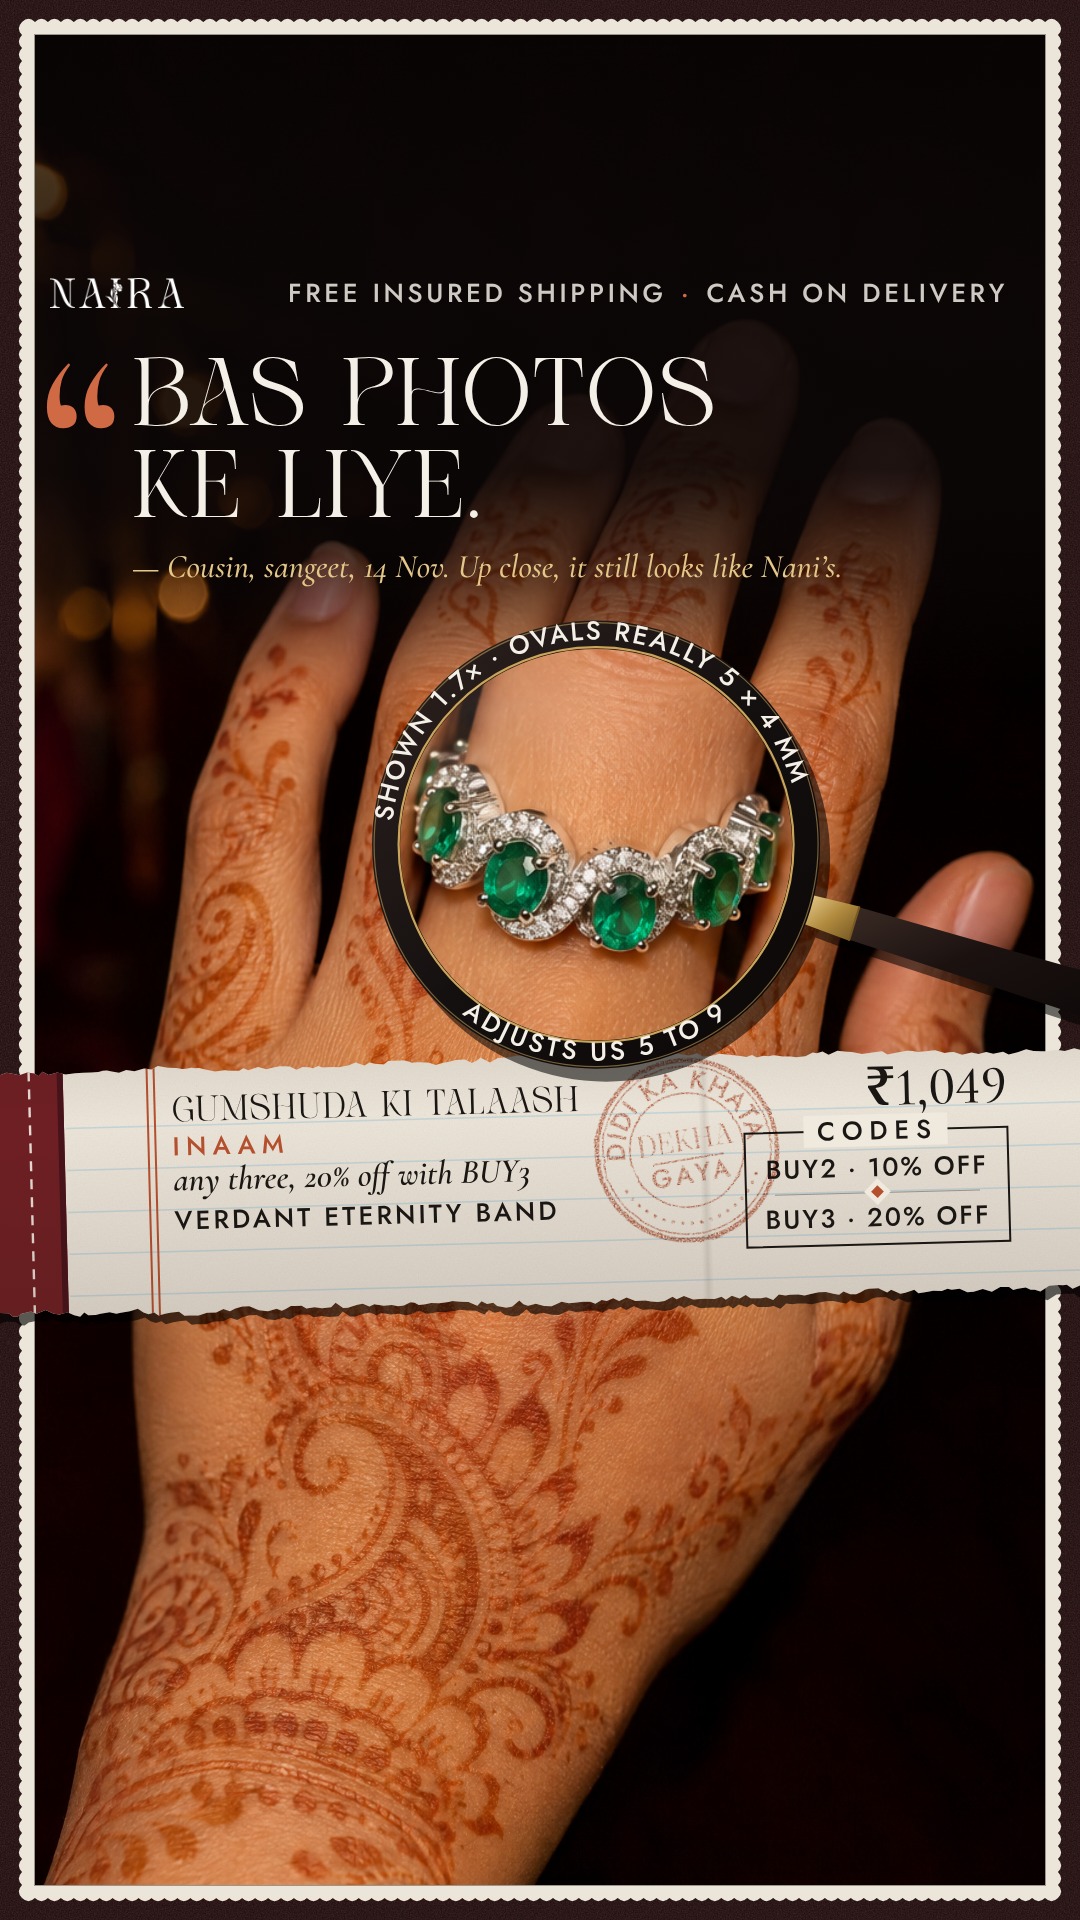 NAIRA
FREE INSURED SHIPPING · CASH ON DELIVERY
“BAS PHOTOS
KE LIYE.
— Cousin, sangeet, 14 Nov. Up close, it still looks like Nani’s.
SHOWN 1.7× · OVALS REALLY 5 × 4 MM
ADJUSTS US 5 TO 9
GUMSHUDA KI TALAASH
INAAM
any three, 20% off with BUY3
VERDANT ETERNITY BAND
DIDI KA KHATA
DEKHA
GAYA
₹1,049
CODES
BUY2 · 10% OFF
BUY3 · 20% OFF